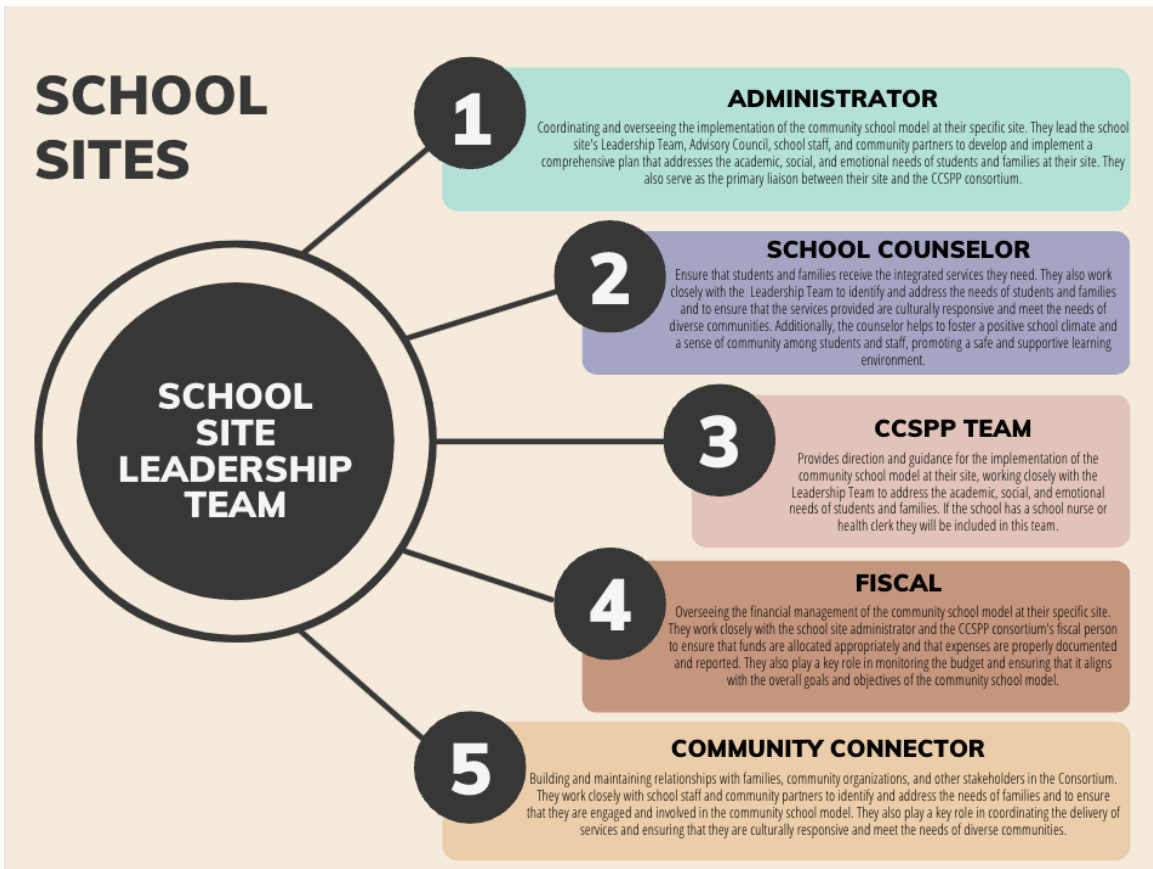 SCHOOL
SITES
SCHOOL
SITE
LEADERSHIP
TEAM
1
ADMINISTRATOR
Coordinating and overseeing the implementation of the community school model at their specific site. They lead the school
site's Leadership Team, Advisory Council, school staff, and community partners to develop and implement a
comprehensive plan that addresses the academic, social, and emotional needs of students and families at their site. They
also serve as the primary liaison between their site and the CCSPP consortium.
2
SCHOOL COUNSELOR
Ensure that students and families receive the integrated services they need. They also work
closely with the Leadership Team to identify and address the needs of students and families
and to ensure that the services provided are culturally responsive and meet the needs of
diverse communities. Additionally, the counselor helps to foster a positive school climate and
a sense of community among students and staff, promoting a safe and supportive learning
environment.
3
CCSPP TEAM
Provides direction and guidance for the implementation of the
community school model at their site, working closely with the
Leadership Team to address the academic, social, and emotional
needs of students and families. If the school has a school nurse or
health clerk they will be included in this team.
4
FISCAL
Overseeing the financial management of the community school model at their specific site.
They work closely with the school site administrator and the CCSPP consortium's fiscal person
to ensure that funds are allocated appropriately and that expenses are properly documented
and reported. They also play a key role in monitoring the budget and ensuring that it aligns
with the overall goals and objectives of the community school model.
5
COMMUNITY CONNECTOR
Building and maintaining relationships with families, community organizations, and other stakeholders in the Consortium.
They work closely with school staff and community partners to identify and address the needs of families and to ensure
that they are engaged and involved in the community school model. They also play a key role in coordinating the delivery of
services and ensuring that they are culturally responsive and meet the needs of diverse communities.